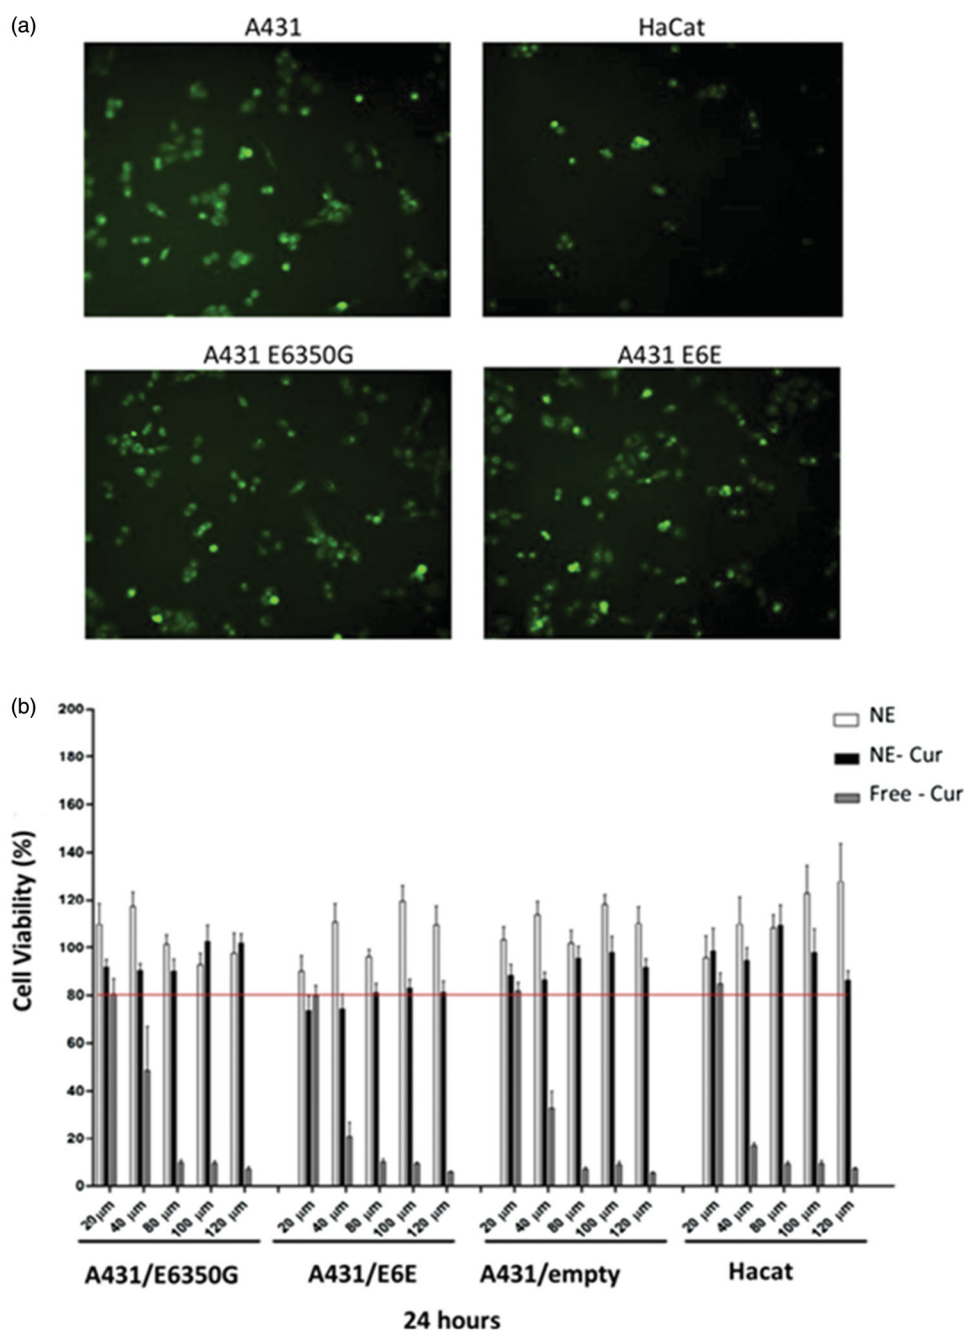 (a)
A431
HaCat
A431 E6350G
A431 E6E
(b)
200
180
160
140
120
100
80
60
40
20
0
Cell Viability (%)
NE
NE- Cur
Free - Cur
20 μm
40 μm
80 μm
100 μm
120 μm
20 μm
40 μm
80 μm
100 μm
120 μm
20 μm
40 μm
80 μm
100 μm
120 μm
20 μm
40 μm
80 μm
100 μm
120 μm
A431/E6350G
A431/E6E
A431/empty
Hacat
24 hours